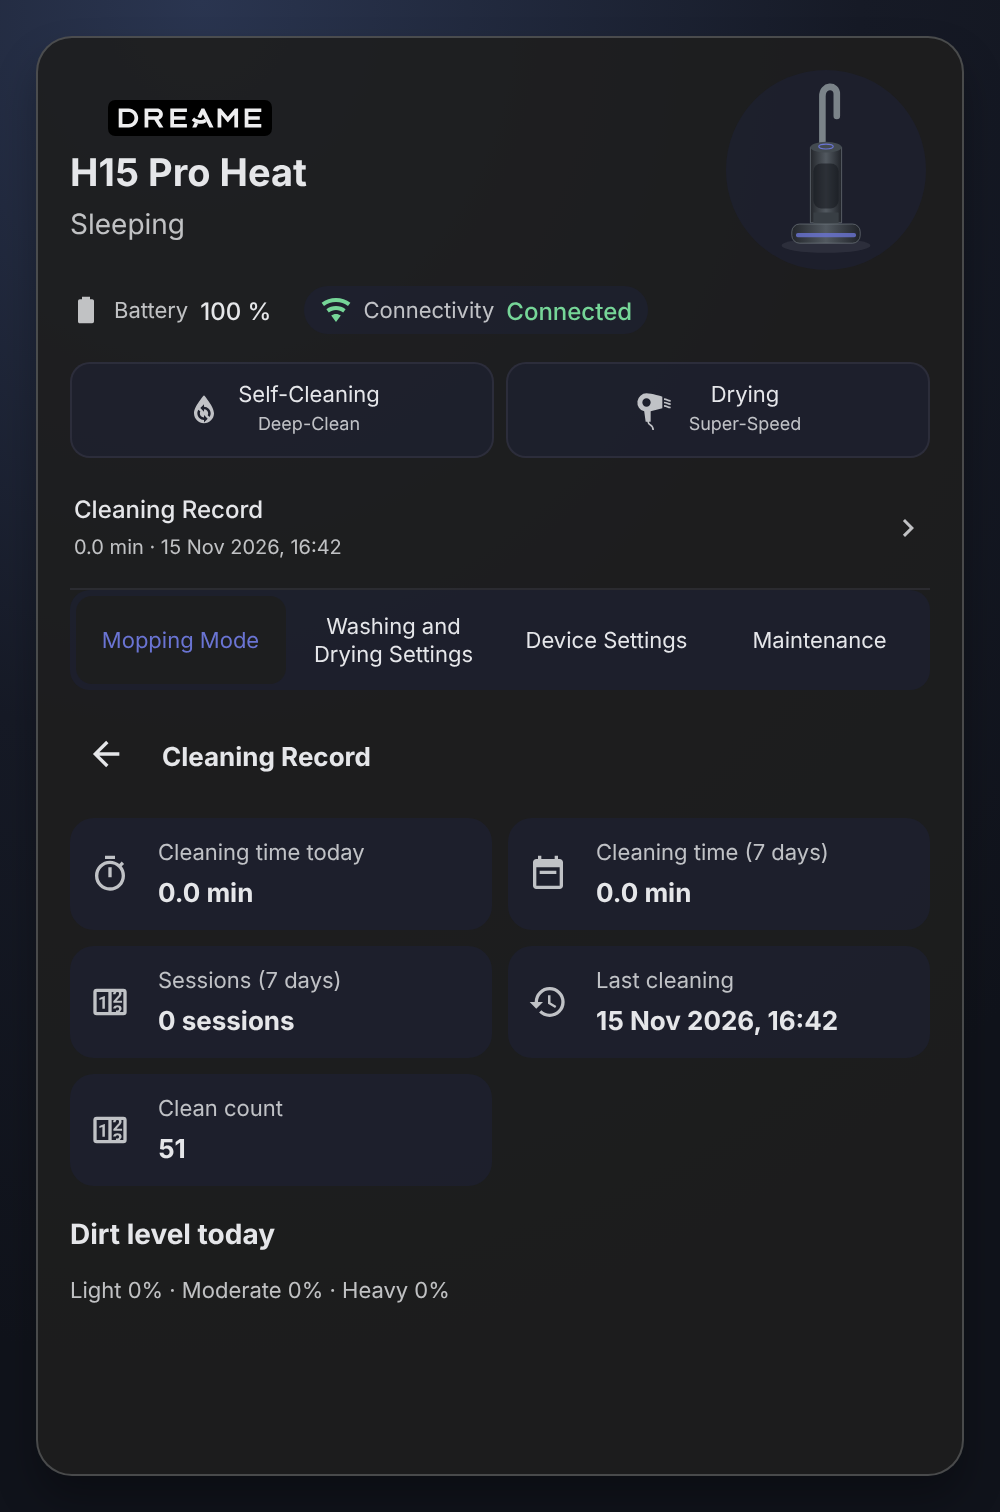 DREAME
H15 Pro Heat
Sleeping
Battery 100 % Connectivity Connected
Self-Cleaning
Deep-Clean
Drying
Super-Speed
Cleaning Record
0.0 min · 15 Nov 2026, 16:42
Mopping Mode
Washing and
Drying Settings
Device Settings
Maintenance
Cleaning Record
Cleaning time today
0.0 min
Cleaning time (7 days)
0.0 min
Sessions (7 days)
0 sessions
Last cleaning
15 Nov 2026, 16:42
Clean count
51
Dirt level today
Light 0% · Moderate 0% · Heavy 0%